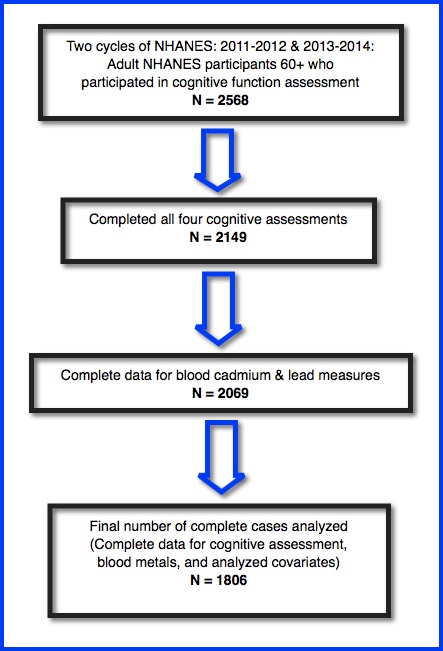 Two cycles of NHANES: 2011-2012 & 2013-2014:
Adult NHANES participants 60+ who
participated in cognitive function assessment
N = 2568
Completed all four cognitive assessments
N = 2149
Complete data for blood cadmium & lead measures
N = 2069
Final number of complete cases analyzed
(Complete data for cognitive assessment,
blood metals, and analyzed covariates)
N = 1806